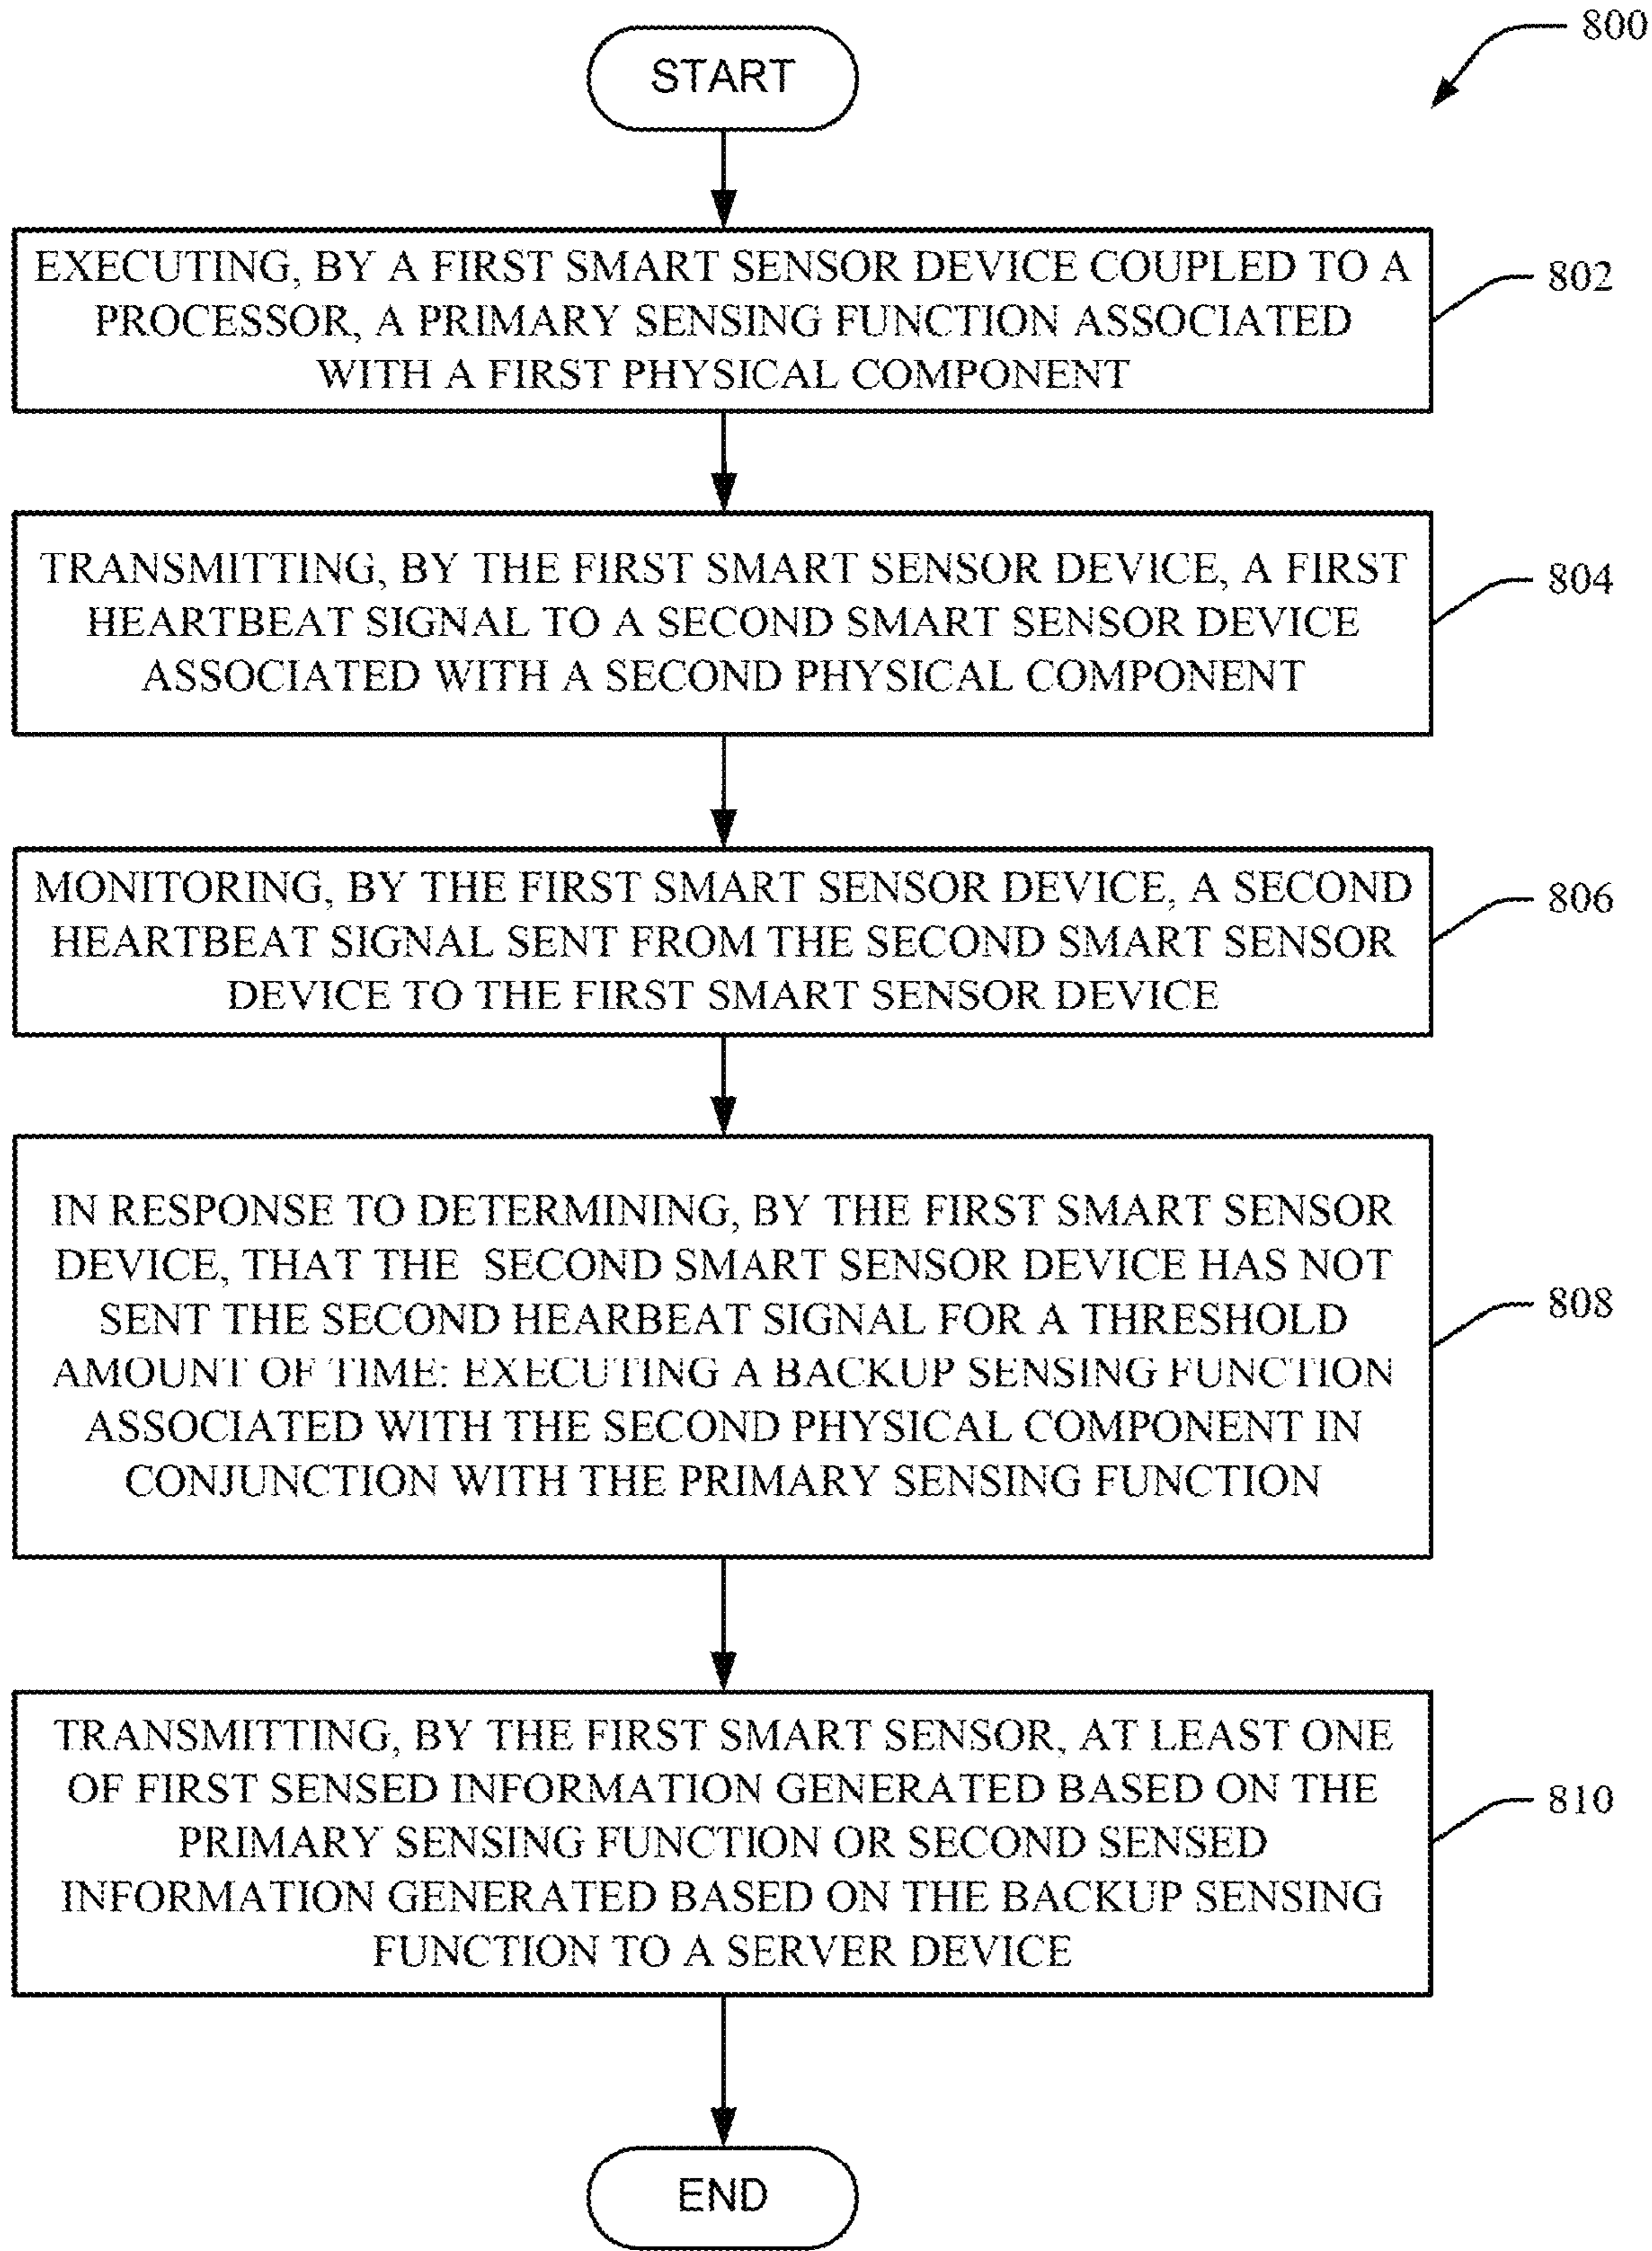 800
START
EXECUTING, BY A FIRST SMART SENSOR DEVICE COUPLED TO A
PROCESSOR, A PRIMARY SENSING FUNCTION ASSOCIATED
WITH A FIRST PHYSICAL COMPONENT
802
TRANSMITTING, BY THE FIRST SMART SENSOR DEVICE, A FIRST
HEARTBEAT SIGNAL TO A SECOND SMART SENSOR DEVICE
ASSOCIATED WITH A SECOND PHYSICAL COMPONENT
804
MONITORING, BY THE FIRST SMART SENSOR DEVICE, A SECOND
HEARTBEAT SIGNAL SENT FROM THE SECOND SMART SENSOR
DEVICE TO THE FIRST SMART SENSOR DEVICE
806
IN RESPONSE TO DETERMINING, BY THE FIRST SMART SENSOR
DEVICE, THAT THE SECOND SMART SENSOR DEVICE HAS NOT
SENT THE SECOND HEARBEAT SIGNAL FOR A THRESHOLD
AMOUNT OF TIME: EXECUTING A BACKUP SENSING FUNCTION
ASSOCIATED WITH THE SECOND PHYSICAL COMPONENT IN
CONJUNCTION WITH THE PRIMARY SENSING FUNCTION
808
TRANSMITTING, BY THE FIRST SMART SENSOR, AT LEAST ONE
OF FIRST SENSED INFORMATION GENERATED BASED ON THE
PRIMARY SENSING FUNCTION OR SECOND SENSED
INFORMATION GENERATED BASED ON THE BACKUP SENSING
FUNCTION TO A SERVER DEVICE
810
END